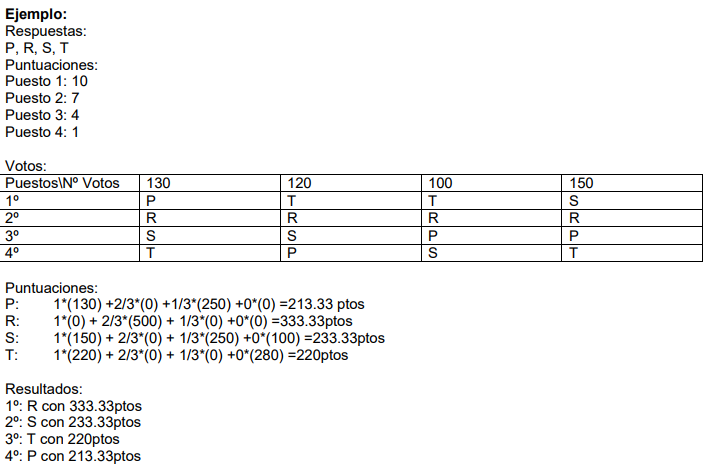 Ejemplo:
Respuestas:
P, R, S, T
Puntuaciones:
Puesto 1: 10
Puesto 2: 7
Puesto 3: 4
Puesto 4: 1
Votos:
Puestos\Nº Votos 130 120 100 150
1º P T T S
2º R R R R
3º S S P P
4º T P S T
Puntuaciones:
P: 1*(130) +2/3*(0) +1/3*(250) +0*(0) =213.33 ptos
R: 1*(0) + 2/3*(500) + 1/3*(0) +0*(0) =333.33ptos
S: 1*(150) + 2/3*(0) + 1/3*(250) +0*(100) =233.33ptos
T: 1*(220) + 2/3*(0) + 1/3*(0) +0*(280) =220ptos
Resultados:
1º: R con 333.33ptos
2º: S con 233.33ptos
3º: T con 220ptos
4º: P con 213.33ptos